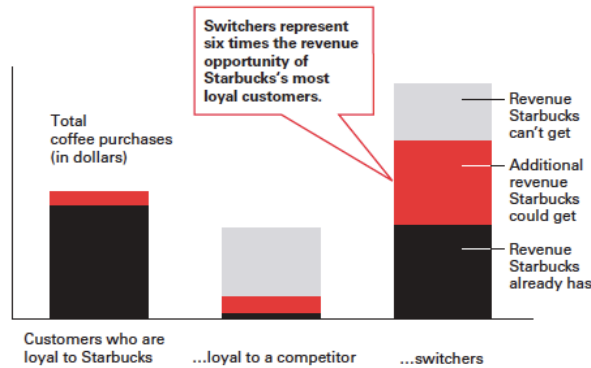 Switchers represent
six times the revenue
opportunity of
Starbucks's most
loyal customers.
Total
coffee purchases
(in dollars)
Revenue
Starbucks
can't get
Additional
revenue
Starbucks
could get
Revenue
Starbucks
already has
Customers who are
loyal to Starbucks
...loyal to a competitor
...switchers